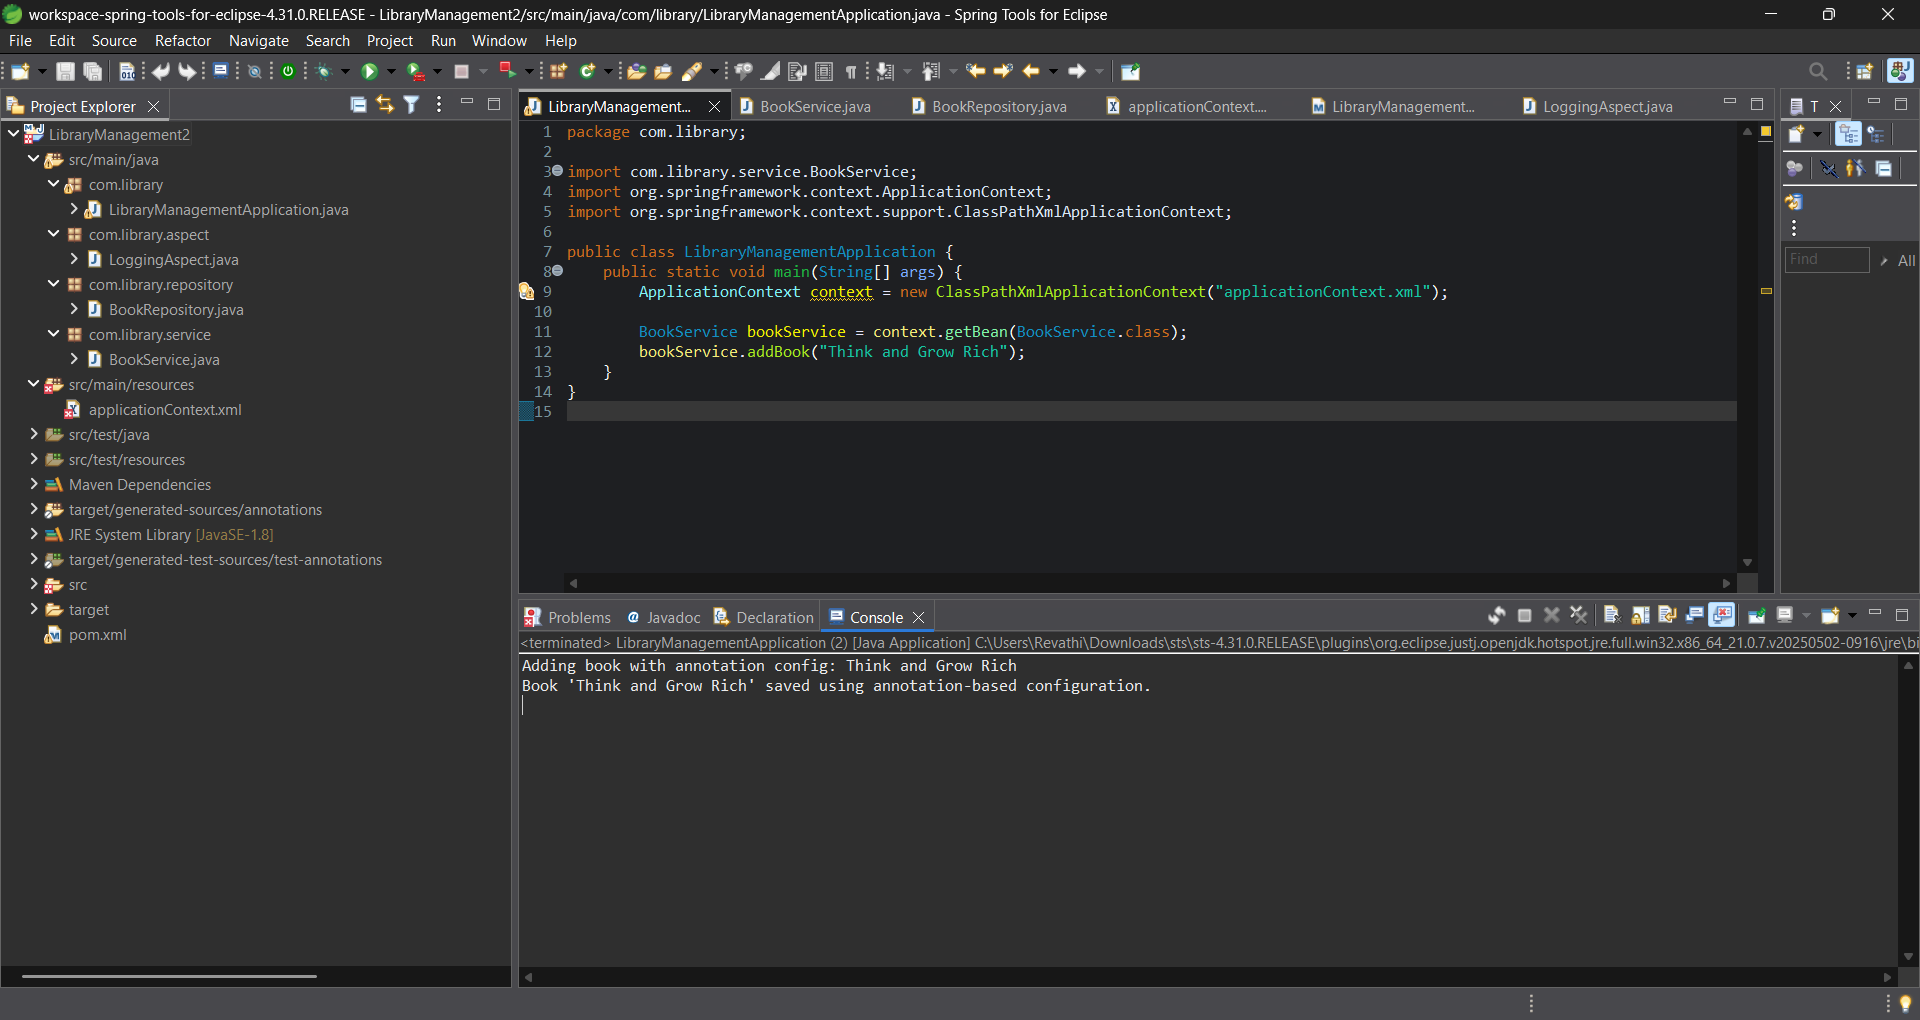 workspace-spring-tools-for-eclipse-4.31.0.RELEASE - LibraryManagement2/src/main/java/com/library/LibraryManagementApplication.java - Spring Tools for Eclipse
File Edit Source Refactor Navigate Search Project Run Window Help
Project Explorer
LibraryManagement2
src/main/java
com.library
LibraryManagementApplication.java
com.library.aspect
LoggingAspect.java
com.library.repository
BookRepository.java
com.library.service
BookService.java
src/main/resources
applicationContext.xml
src/test/java
src/test/resources
Maven Dependencies
target/generated-sources/annotations
JRE System Library [JavaSE-1.8]
target/generated-test-sources/test-annotations
src
target
pom.xml
LibraryManagement... BookService.java BookRepository.java applicationContext.... LibraryManagement... LoggingAspect.java
1 package com.library;
2
3 import com.library.service.BookService;
4 import org.springframework.context.ApplicationContext;
5 import org.springframework.context.support.ClassPathXmlApplicationContext;
6
7 public class LibraryManagementApplication {
8 public static void main(String[] args) {
9 ApplicationContext context = new ClassPathXmlApplicationContext("applicationContext.xml");
10
11 BookService bookService = context.getBean(BookService.class);
12 bookService.addBook("Think and Grow Rich");
13 }
14 }
15
T
Find All
Problems Javadoc Declaration Console
<terminated> LibraryManagementApplication (2) [Java Application] C:\Users\Revathi\Downloads\sts\sts-4.31.0.RELEASE\plugins\org.eclipse.justj.openjdk.hotspot.jre.full.win32.x86_64_21.0.7.v20250502-0916\jre\bi
Adding book with annotation config: Think and Grow Rich
Book 'Think and Grow Rich' saved using annotation-based configuration.